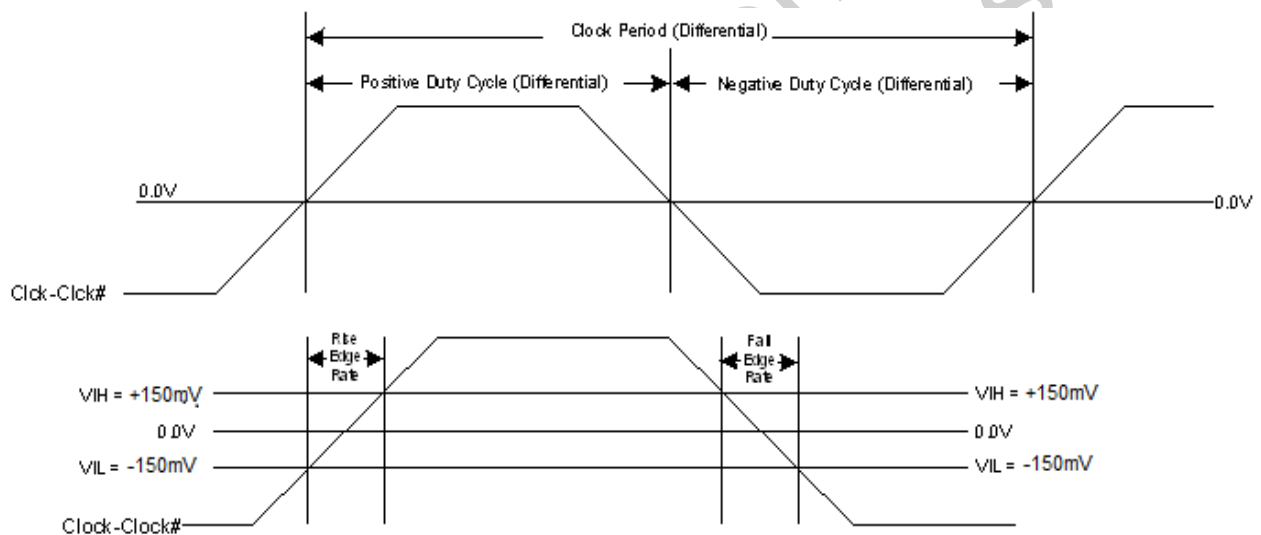 Clock Period (Differential)
Positive Duty Cycle (Differential)
Negative Duty Cycle (Differential)
0.0V
0.0V
Clck-Clck#
Rise
Edge
Rate
Fall
Edge
Rate
VIH = +150mV
VIH = +150mV
0.0V
0.0V
VIL = -150mV
VIL = -150mV
Clock-Clock#